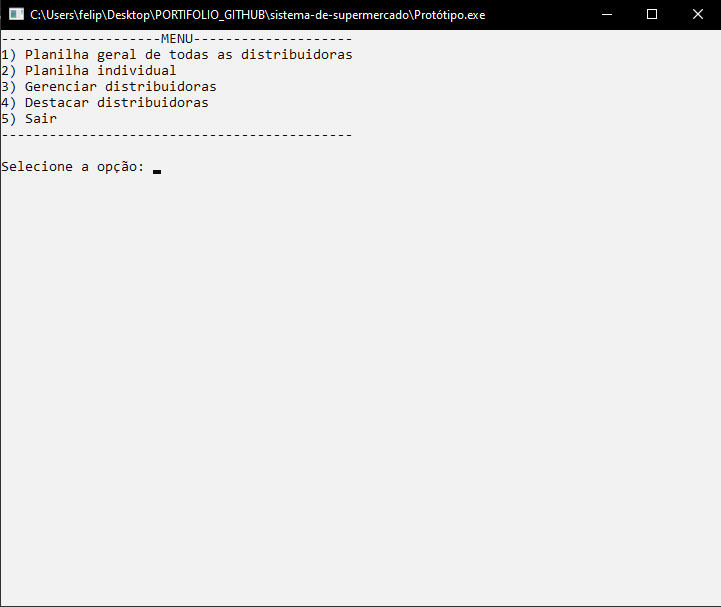 C:\Users\felip\Desktop\PORTIFOLIO_GITHUB\sistema-de-supermercado\Protótipo.exe
--------------------MENU--------------------
1) Planilha geral de todas as distribuidoras
2) Planilha individual
3) Gerenciar distribuidoras
4) Destacar distribuidoras
5) Sair
--------------------------------------------
Selecione a opção: